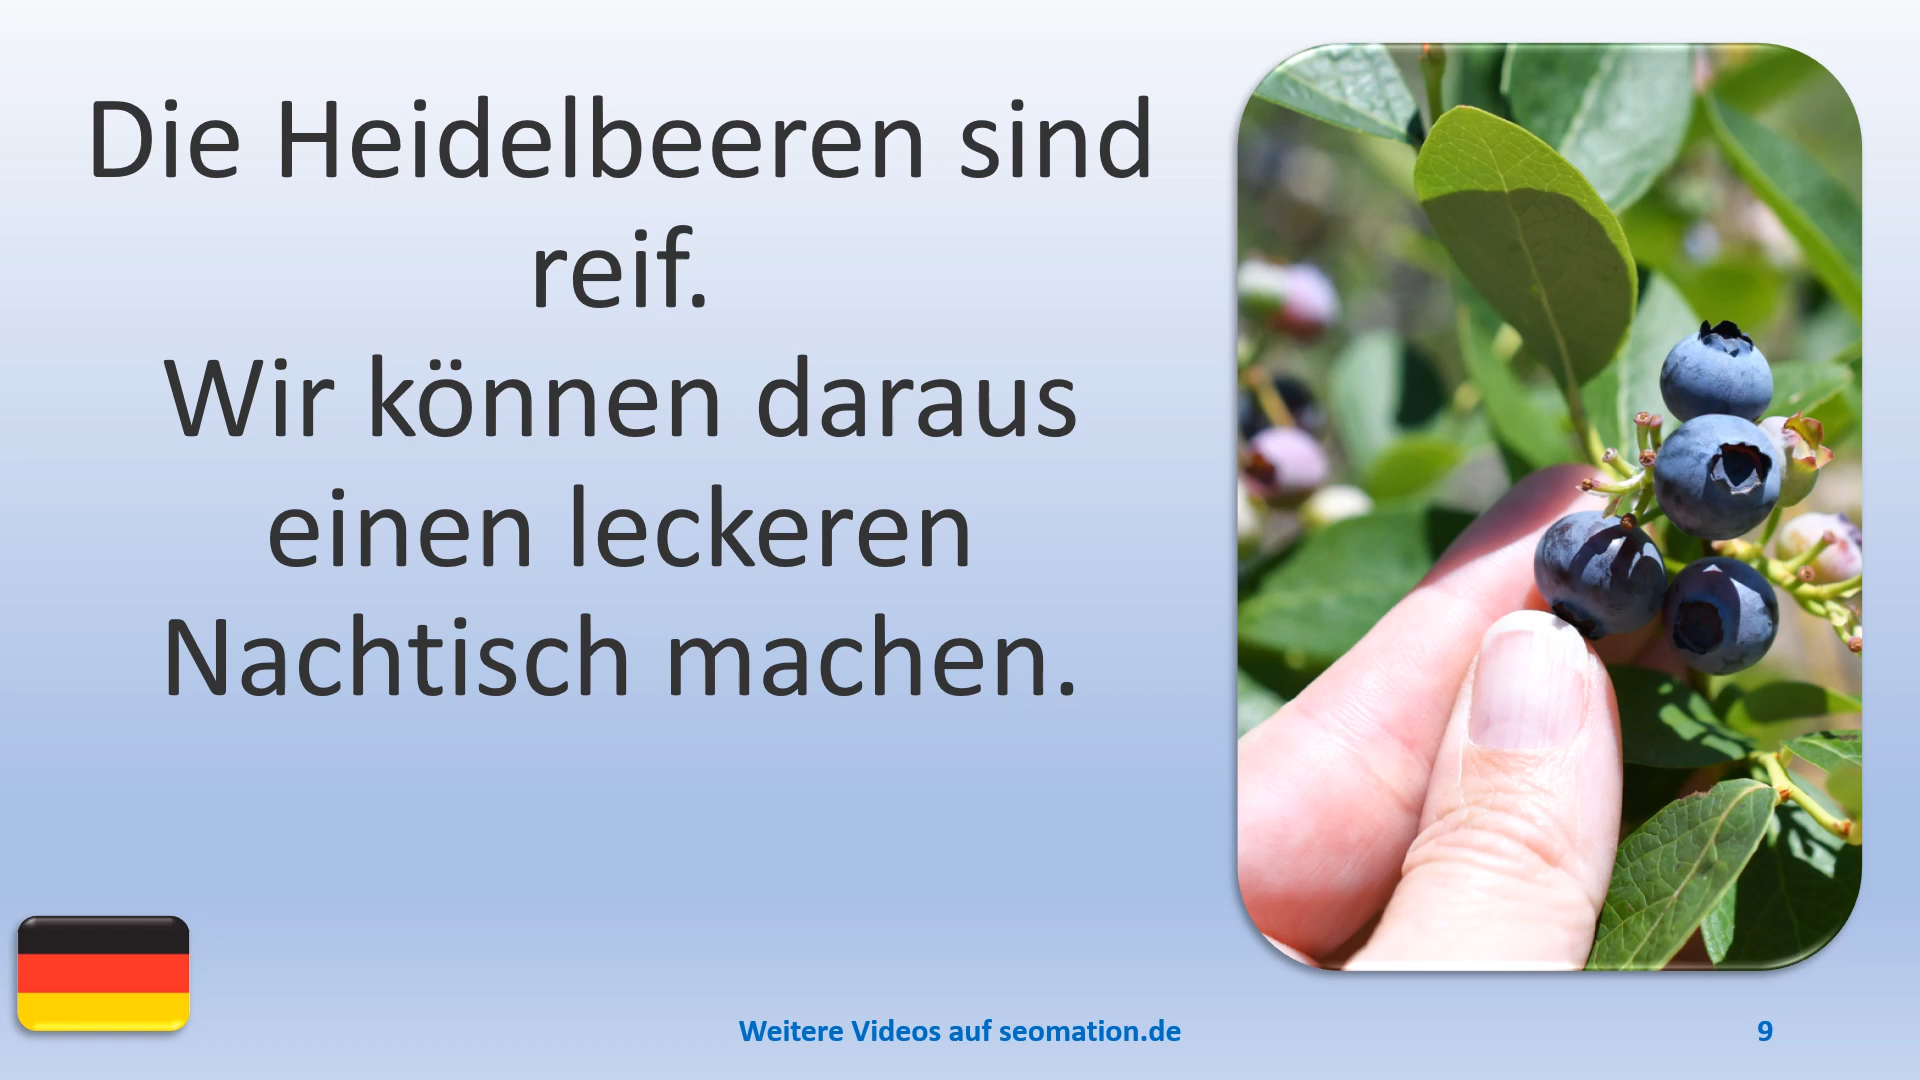 Die Heidelbeeren sind
reif.
Wir können daraus
einen leckeren
Nachtisch machen.
Weitere Videos auf seomation.de
9